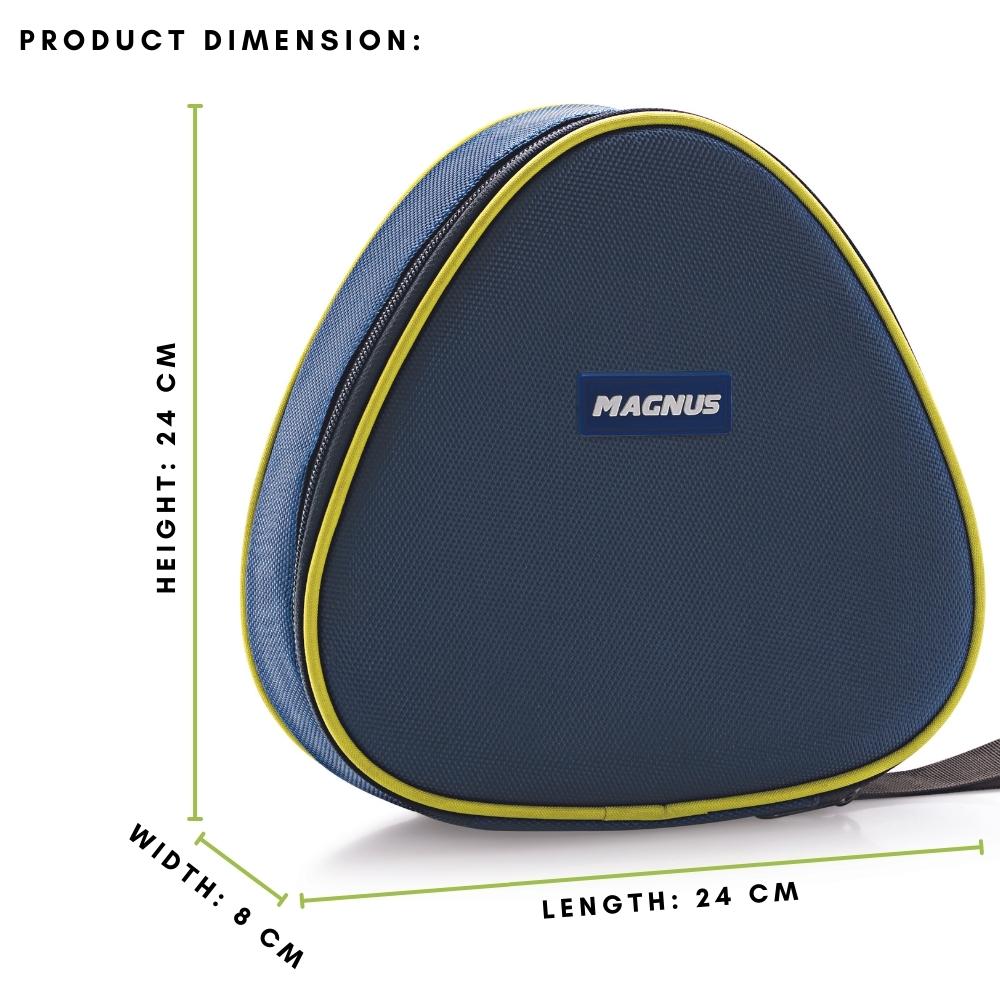 PRODUCT DIMENSION:
HEIGHT: 24 CM
MAGNUS
WIDTH: 8 CM
LENGTH: 24 CM